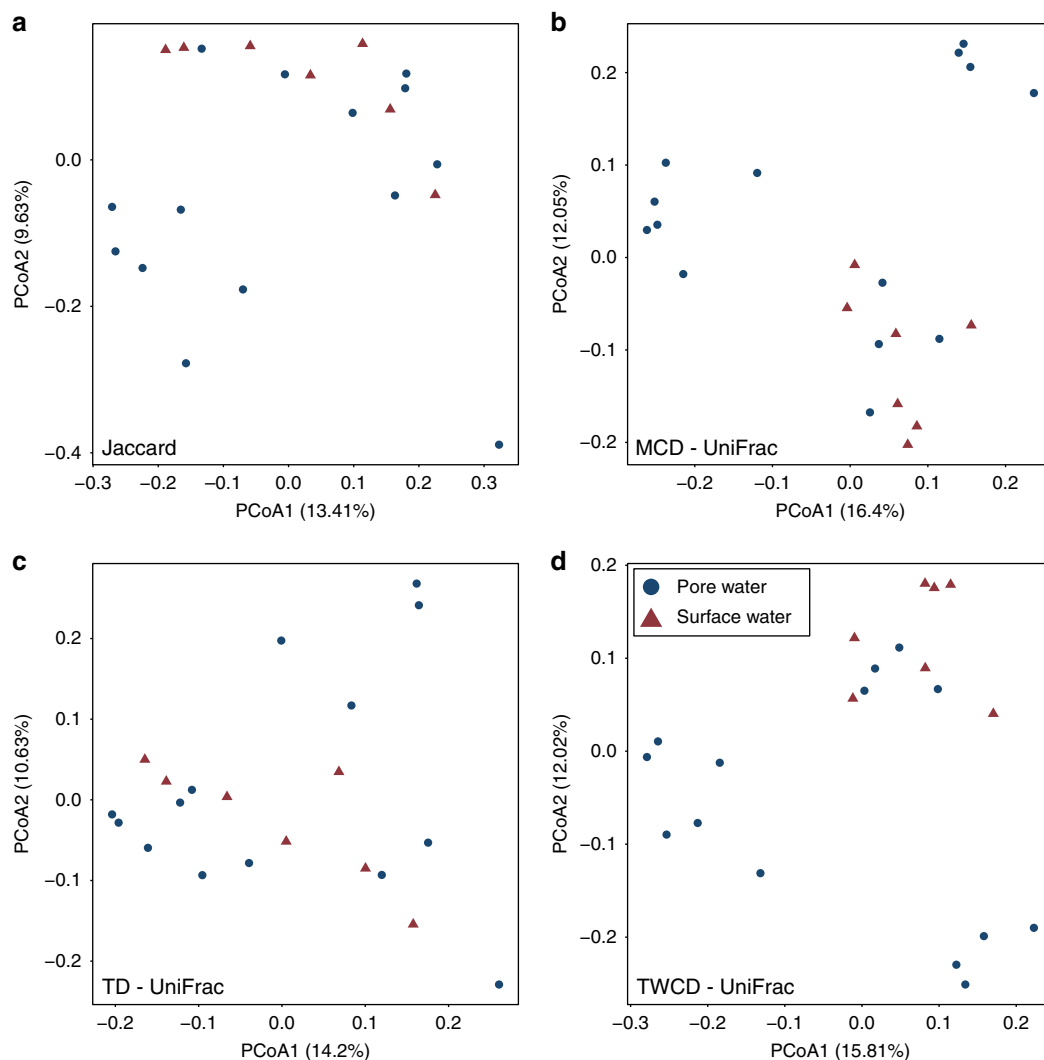 a
0.0
−0.2
−0.4
PCoA2 (9.63%)
Jaccard
−0.3 −0.2 −0.1 0.0 0.1 0.2 0.3
PCoA1 (13.41%)
b
0.2
0.1
0.0
−0.1
−0.2
PCoA2 (12.05%)
MCD - UniFrac
−0.2 −0.1 0.0 0.1 0.2
PCoA1 (16.4%)
c
0.2
0.1
0.0
−0.1
−0.2
PCoA2 (10.63%)
TD - UniFrac
−0.2 −0.1 0.0 0.1 0.2
PCoA1 (14.2%)
d
0.2
0.1
0.0
−0.1
−0.2
PCoA2 (12.02%)
Pore water
Surface water
TWCD - UniFrac
−0.3 −0.2 −0.1 0.0 0.1 0.2
PCoA1 (15.81%)